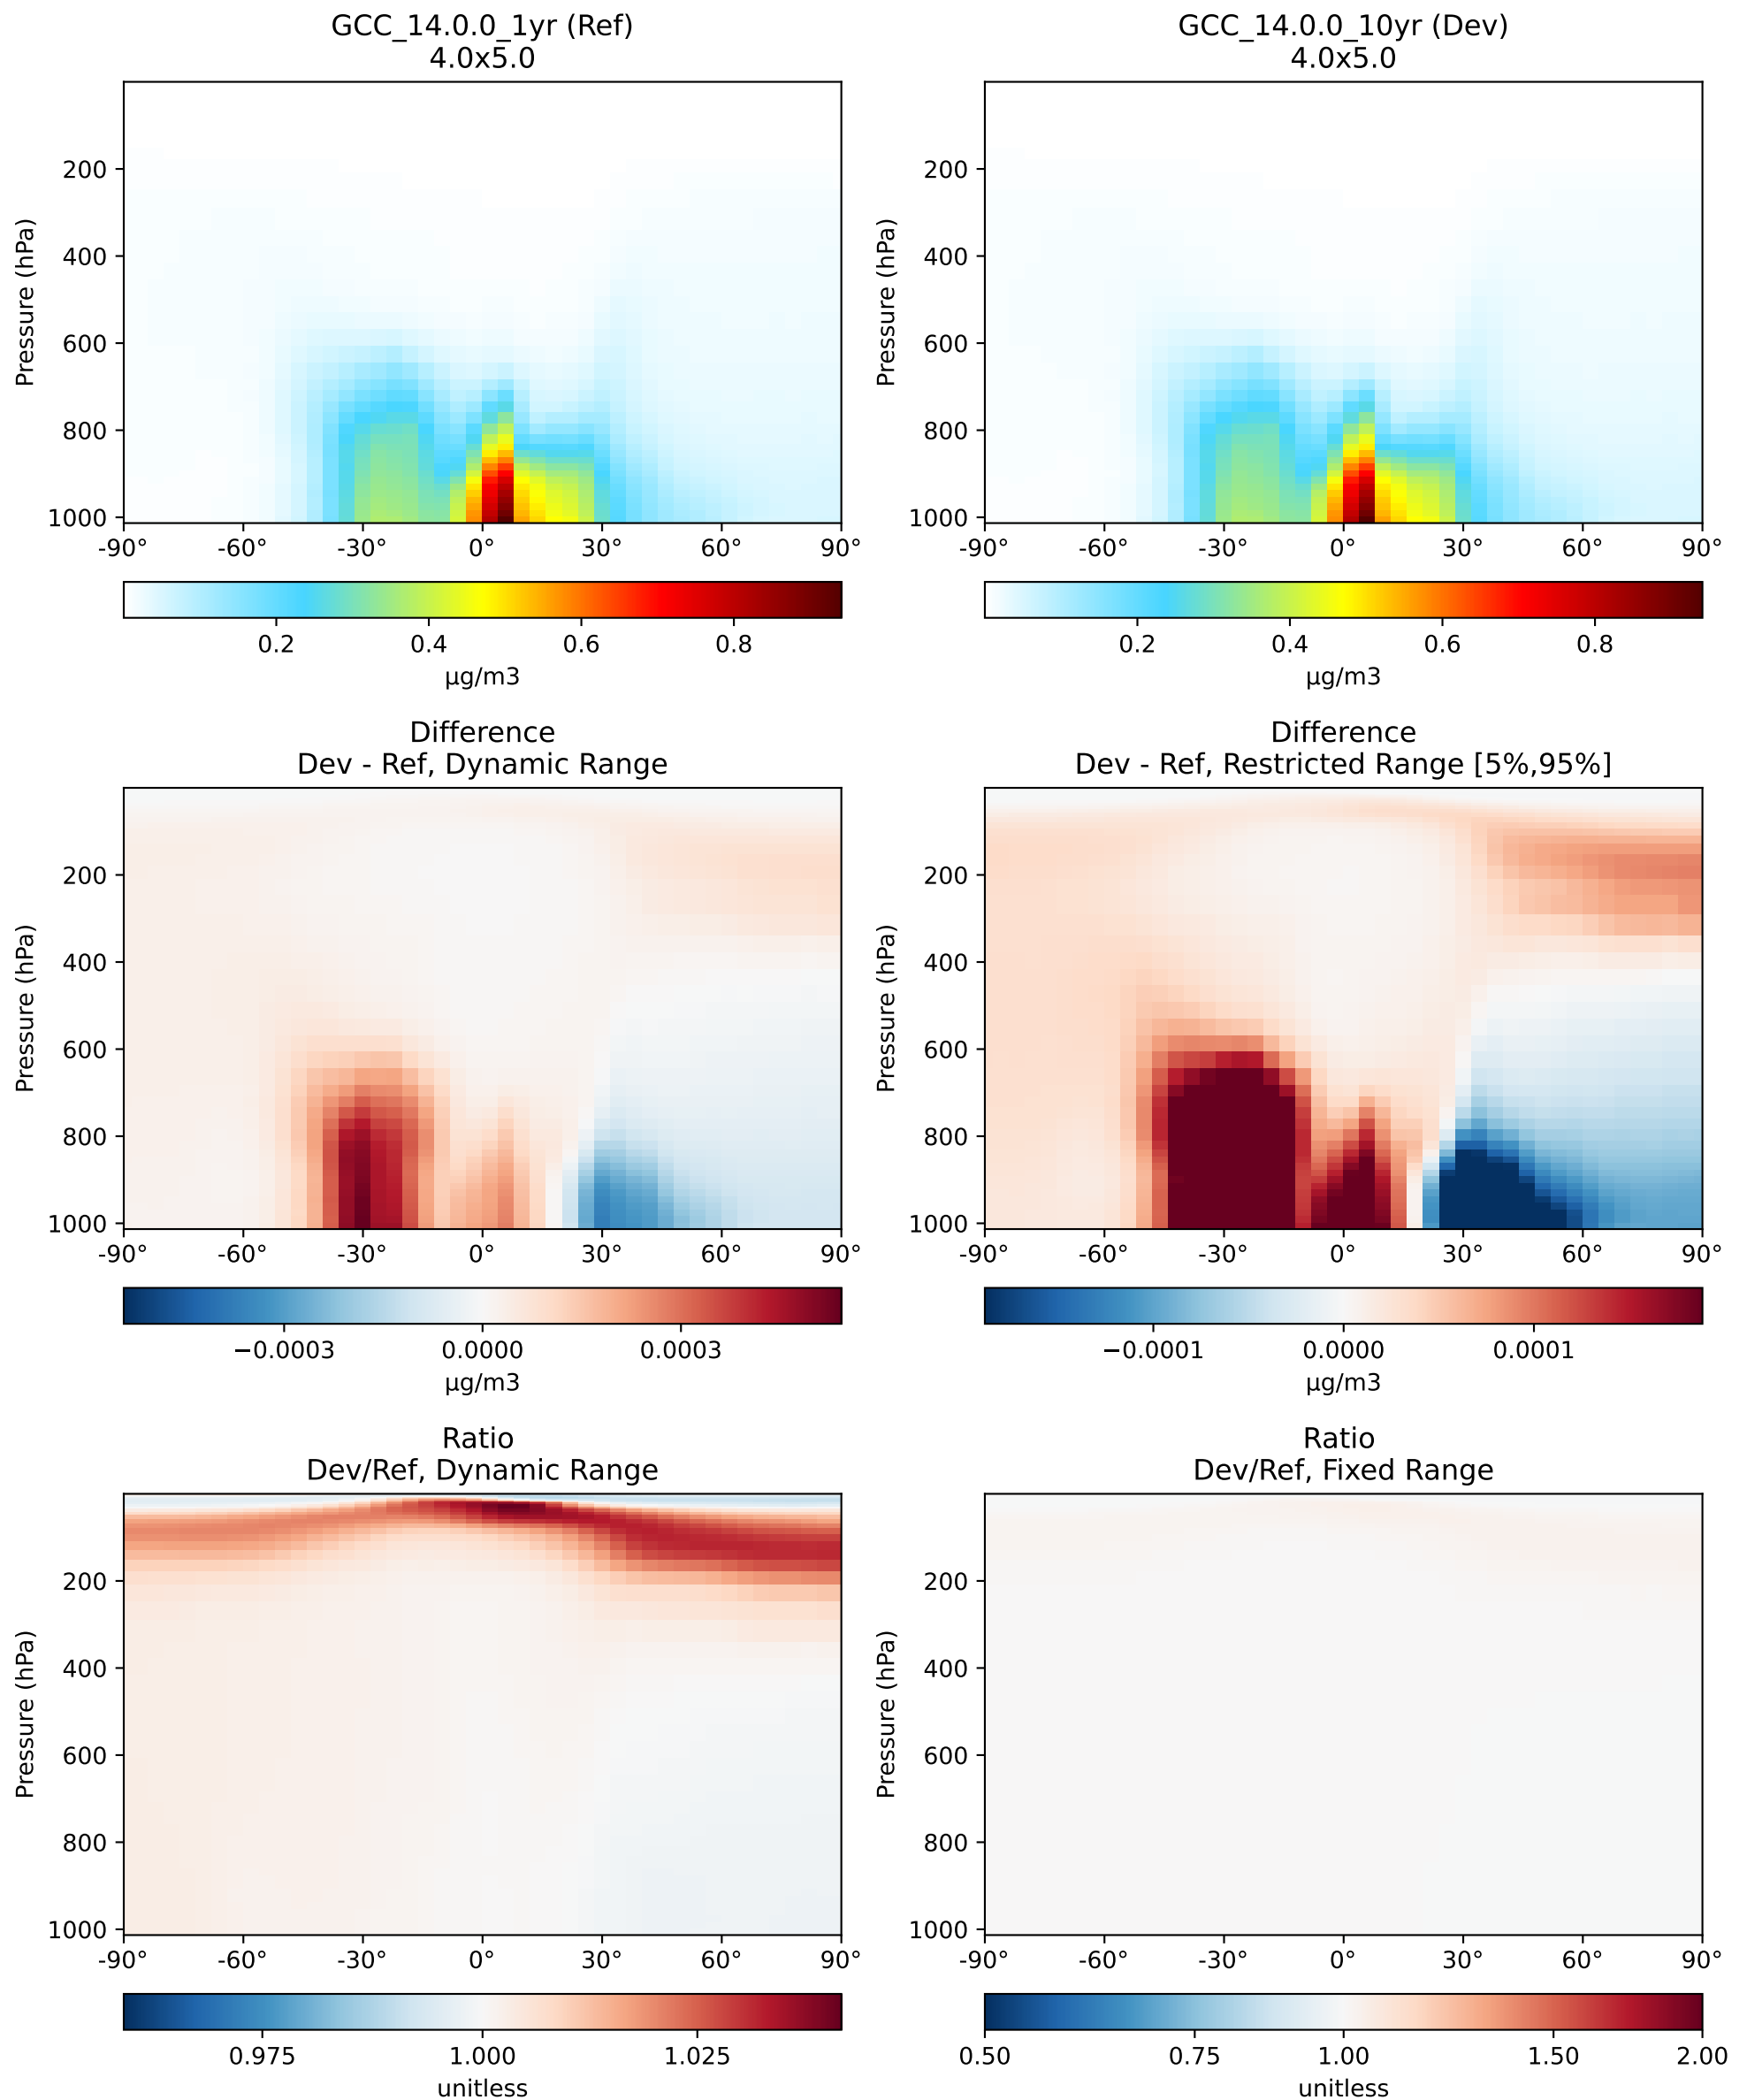 GCC_14.0.0_1yr (Ref)
4.0x5.0
Pressure (hPa)
200
400
600
800
1000
-90° -60° -30° 0° 30° 60° 90°
0.2 0.4 0.6 0.8
µg/m3
GCC_14.0.0_10yr (Dev)
4.0x5.0
Pressure (hPa)
200
400
600
800
1000
-90° -60° -30° 0° 30° 60° 90°
0.2 0.4 0.6 0.8
µg/m3
Difference
Dev - Ref, Dynamic Range
Pressure (hPa)
200
400
600
800
1000
-90° -60° -30° 0° 30° 60° 90°
−0.0003 0.0000 0.0003
µg/m3
Difference
Dev - Ref, Restricted Range [5%,95%]
Pressure (hPa)
200
400
600
800
1000
-90° -60° -30° 0° 30° 60° 90°
−0.0001 0.0000 0.0001
µg/m3
Ratio
Dev/Ref, Dynamic Range
Pressure (hPa)
200
400
600
800
1000
-90° -60° -30° 0° 30° 60° 90°
0.975 1.000 1.025
unitless
Ratio
Dev/Ref, Fixed Range
Pressure (hPa)
200
400
600
800
1000
-90° -60° -30° 0° 30° 60° 90°
0.50 0.75 1.00 1.50 2.00
unitless